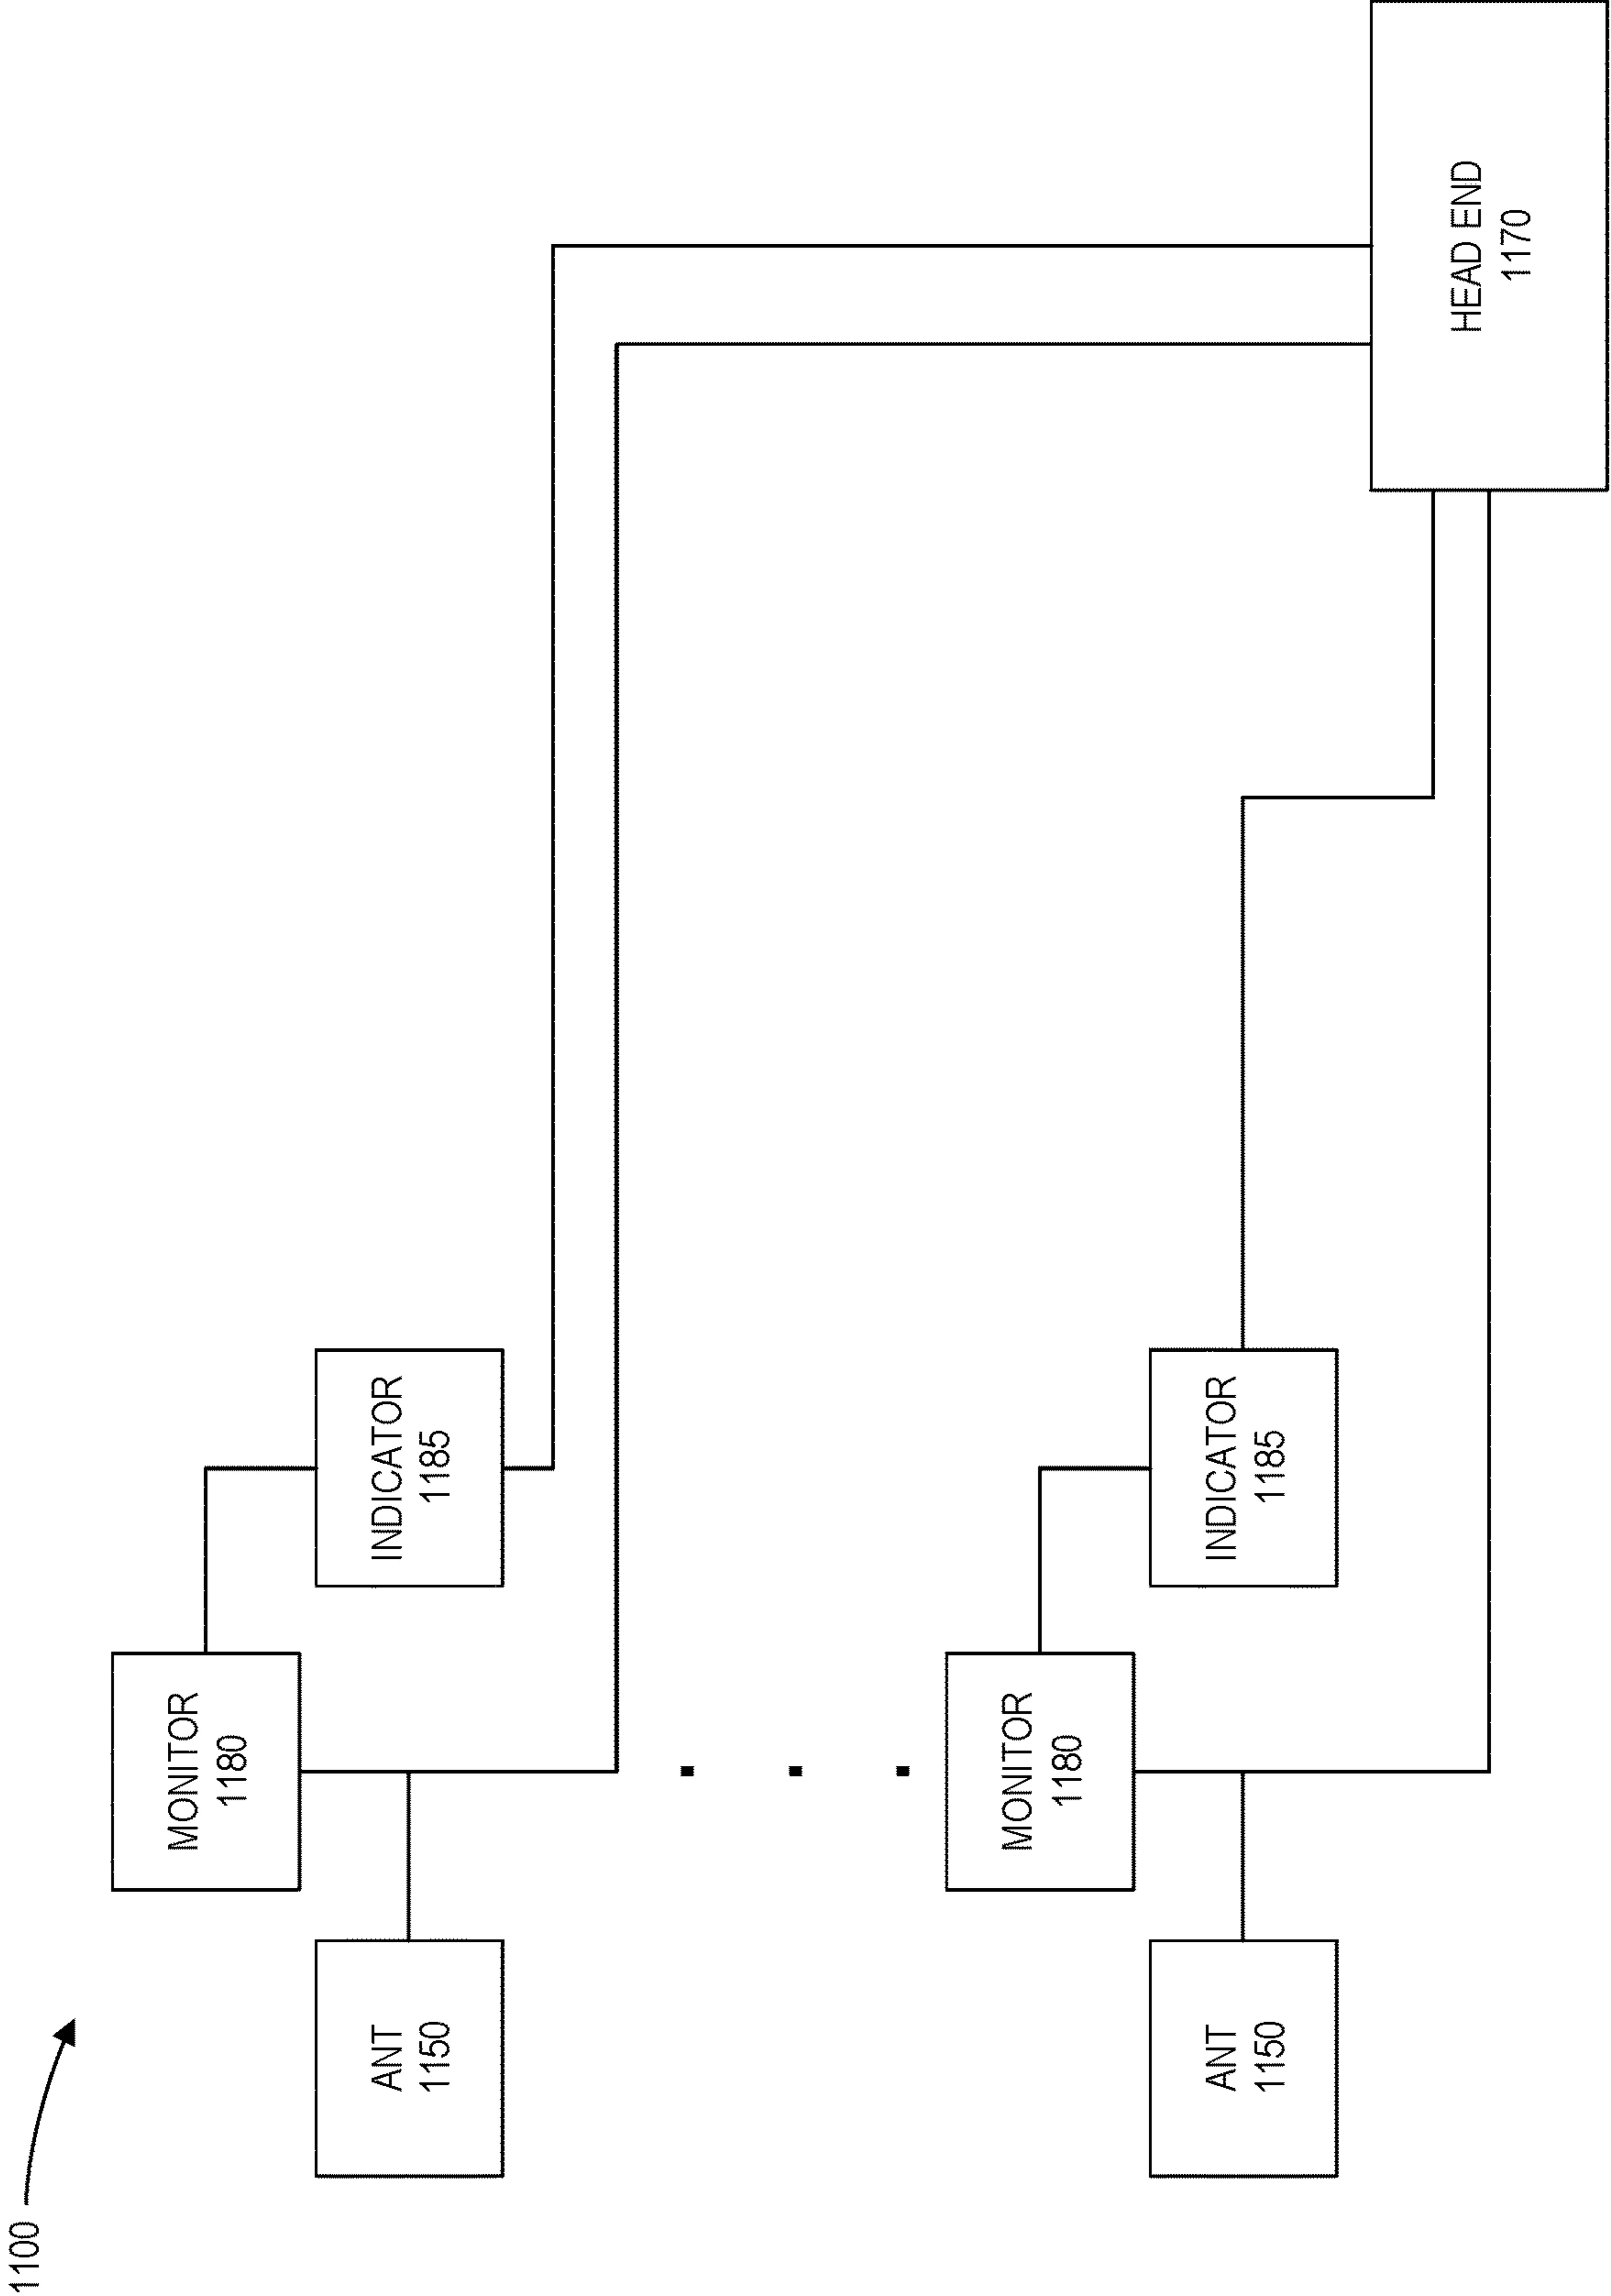 1100
MONITOR
1180
INDICATOR
1185
ANT
1150
MONITOR
1180
INDICATOR
1185
ANT
1150
HEAD END
1170